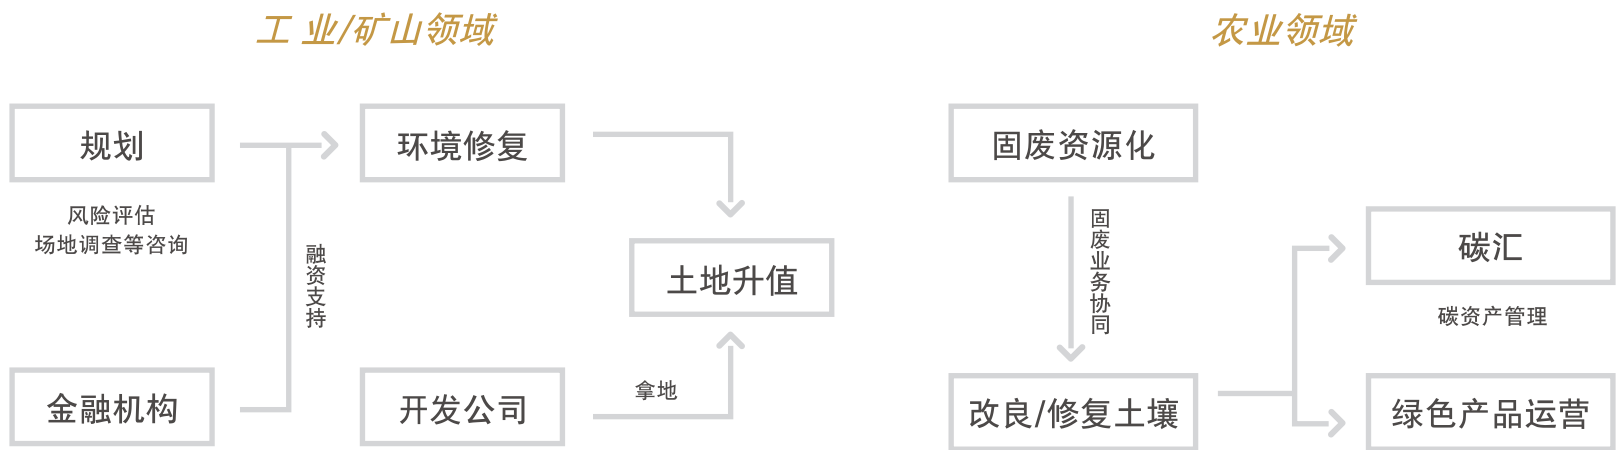 工 业/矿山领域
规划
风险评估
场地调查等咨询
金融机构
融资支持
环境修复
开发公司
拿地
土地升值
农业领域
固废资源化
固废业务协同
改良/修复土壤
碳汇
碳资产管理
绿色产品运营